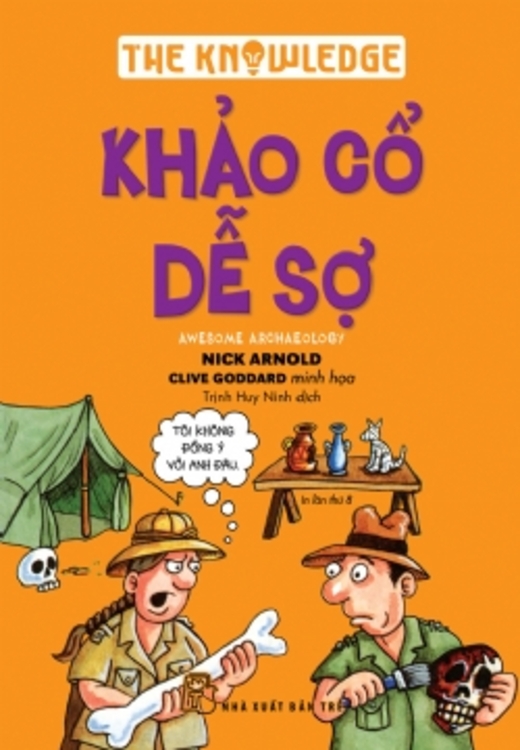 THE KNOWLEDGE
KHẢO CỔ
DỄ SỢ
AWESOME ARCHAEOLOGY
NICK ARNOLD
CLIVE GODDARD minh họa
Trịnh Huy Ninh dịch
TÔI KHÔNG
ĐỒNG Ý
VỚI ANH ĐÂU.
In lần thứ 8
NHÀ XUẤT BẢN TRẺ